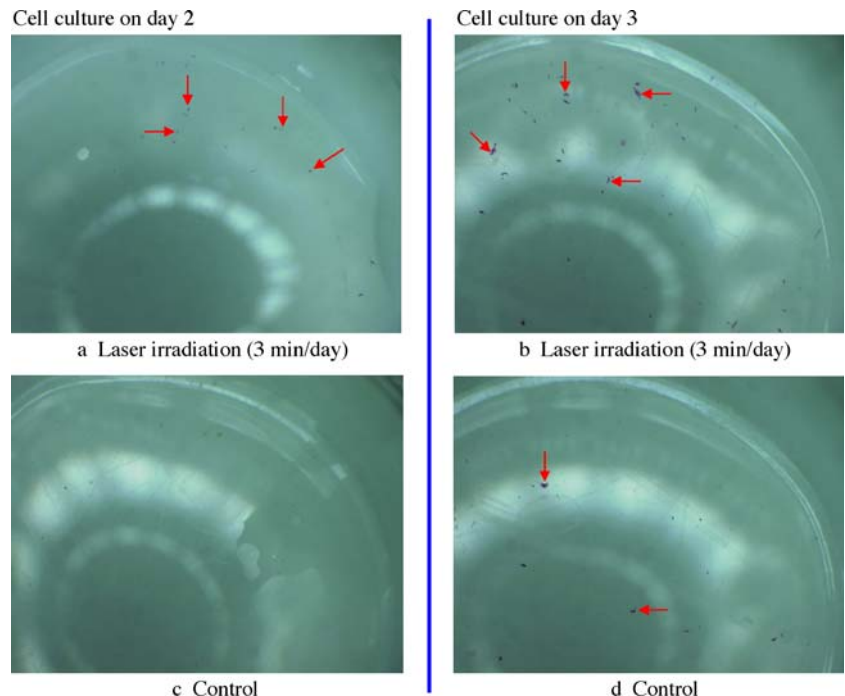 Cell culture on day 2
Cell culture on day 3
a Laser irradiation (3 min/day)
b Laser irradiation (3 min/day)
c Control
d Control